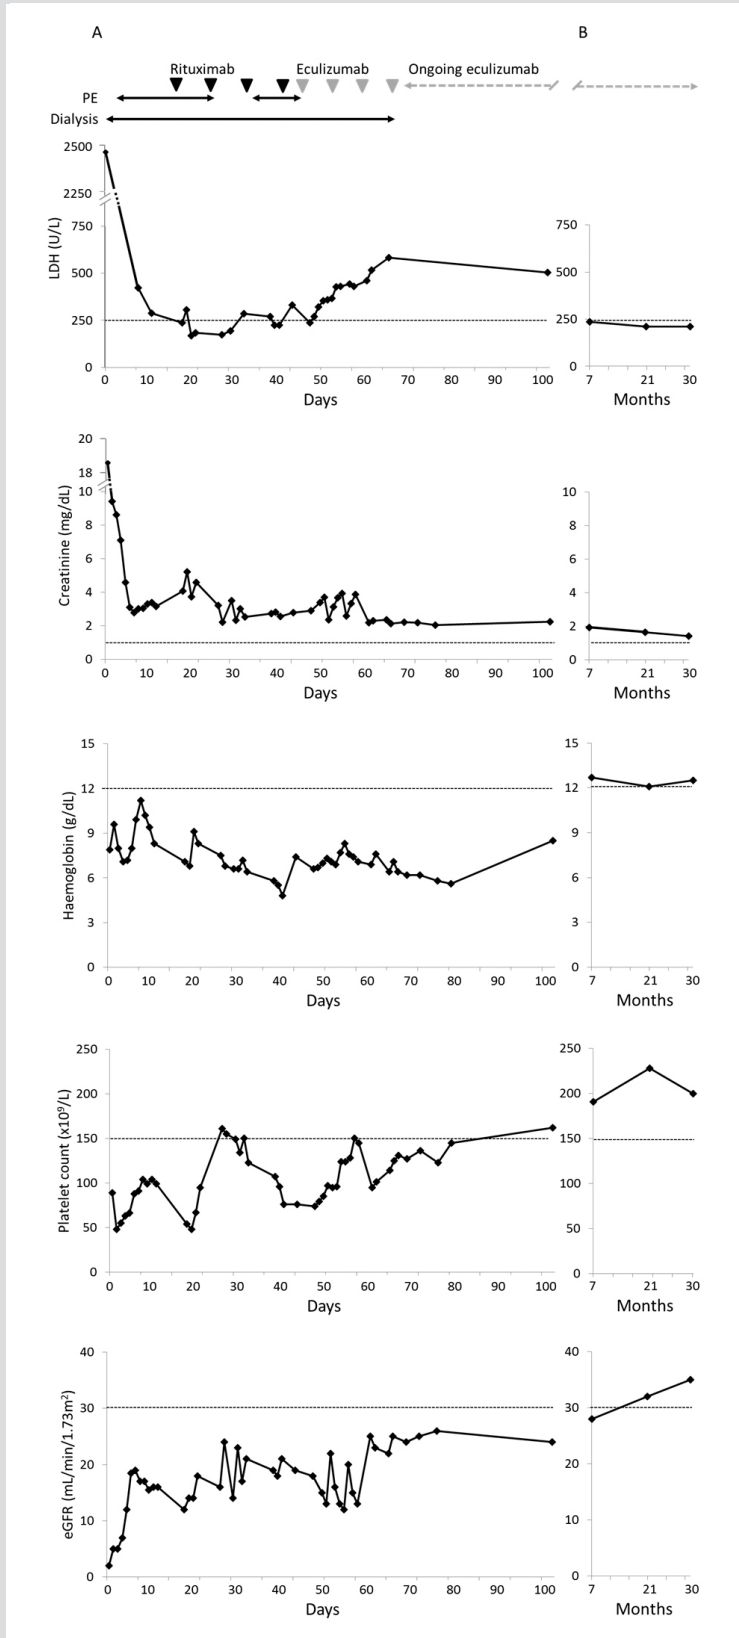 A B
Rituximab Eculizumab Ongoing eculizumab
PE
Dialysis
2500
2250
750 750
500 500
250 250
0 0
LDH (U/L)
0 10 20 30 40 50 60 70 80 90 100 7 21 30
Days Months
20
18
10 10
8 8
6 6
4 4
2 2
0 0
Creatinine (mg/dL)
0 10 20 30 40 50 60 70 80 90 100 7 21 30
Days Months
15 15
12 12
9 9
6 6
3 3
0 0
Haemoglobin (g/dL)
0 10 20 30 40 50 60 70 80 90 100 7 21 30
Days Months
250 250
200 200
150 150
100 100
50 50
0 0
Platelet count (x10⁹/L)
0 10 20 30 40 50 60 70 80 90 100 7 21 30
Days Months
40 40
30 30
20 20
10 10
0 0
eGFR (mL/min/1.73m²)
0 10 20 30 40 50 60 70 80 90 100 7 21 30
Days Months